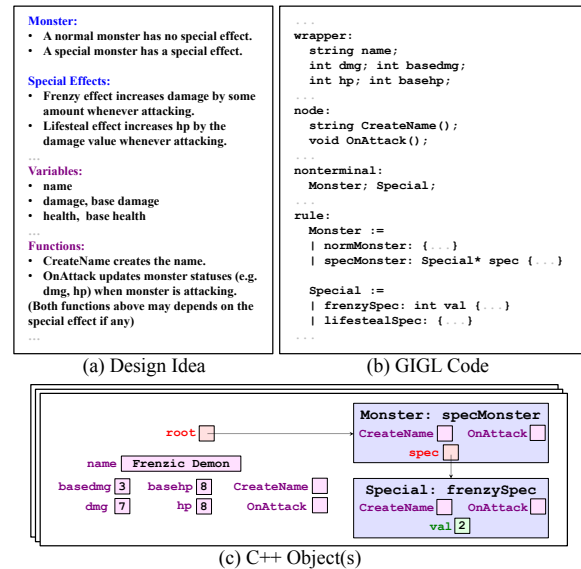 Monster:
• A normal monster has no special effect.
• A special monster has a special effect.
Special Effects:
• Frenzy effect increases damage by some
amount whenever attacking.
• Lifesteal effect increases hp by the
damage value whenever attacking.
...
Variables:
• name
• damage, base damage
• health, base health
...
Functions:
• CreateName creates the name.
• OnAttack updates monster statuses (e.g.
dmg, hp) when monster is attacking.
(Both functions above may depends on the
special effect if any)
...
(a) Design Idea
...
wrapper:
string name;
int dmg; int basedmg;
int hp; int basehp;
...
node:
string CreateName();
void OnAttack();
...
nonterminal:
Monster; Special;
...
rule:
Monster :=
| normMonster: {...}
| specMonster: Special* spec {...}
Special :=
| frenzySpec: int val {...}
| lifestealSpec: {...}
...
(b) GIGL Code
root
name Frenzic Demon
basedmg 3 basehp 8 CreateName
dmg 7 hp 8 OnAttack
Monster: specMonster
CreateName OnAttack
spec
Special: frenzySpec
CreateName OnAttack
val 2
(c) C++ Object(s)